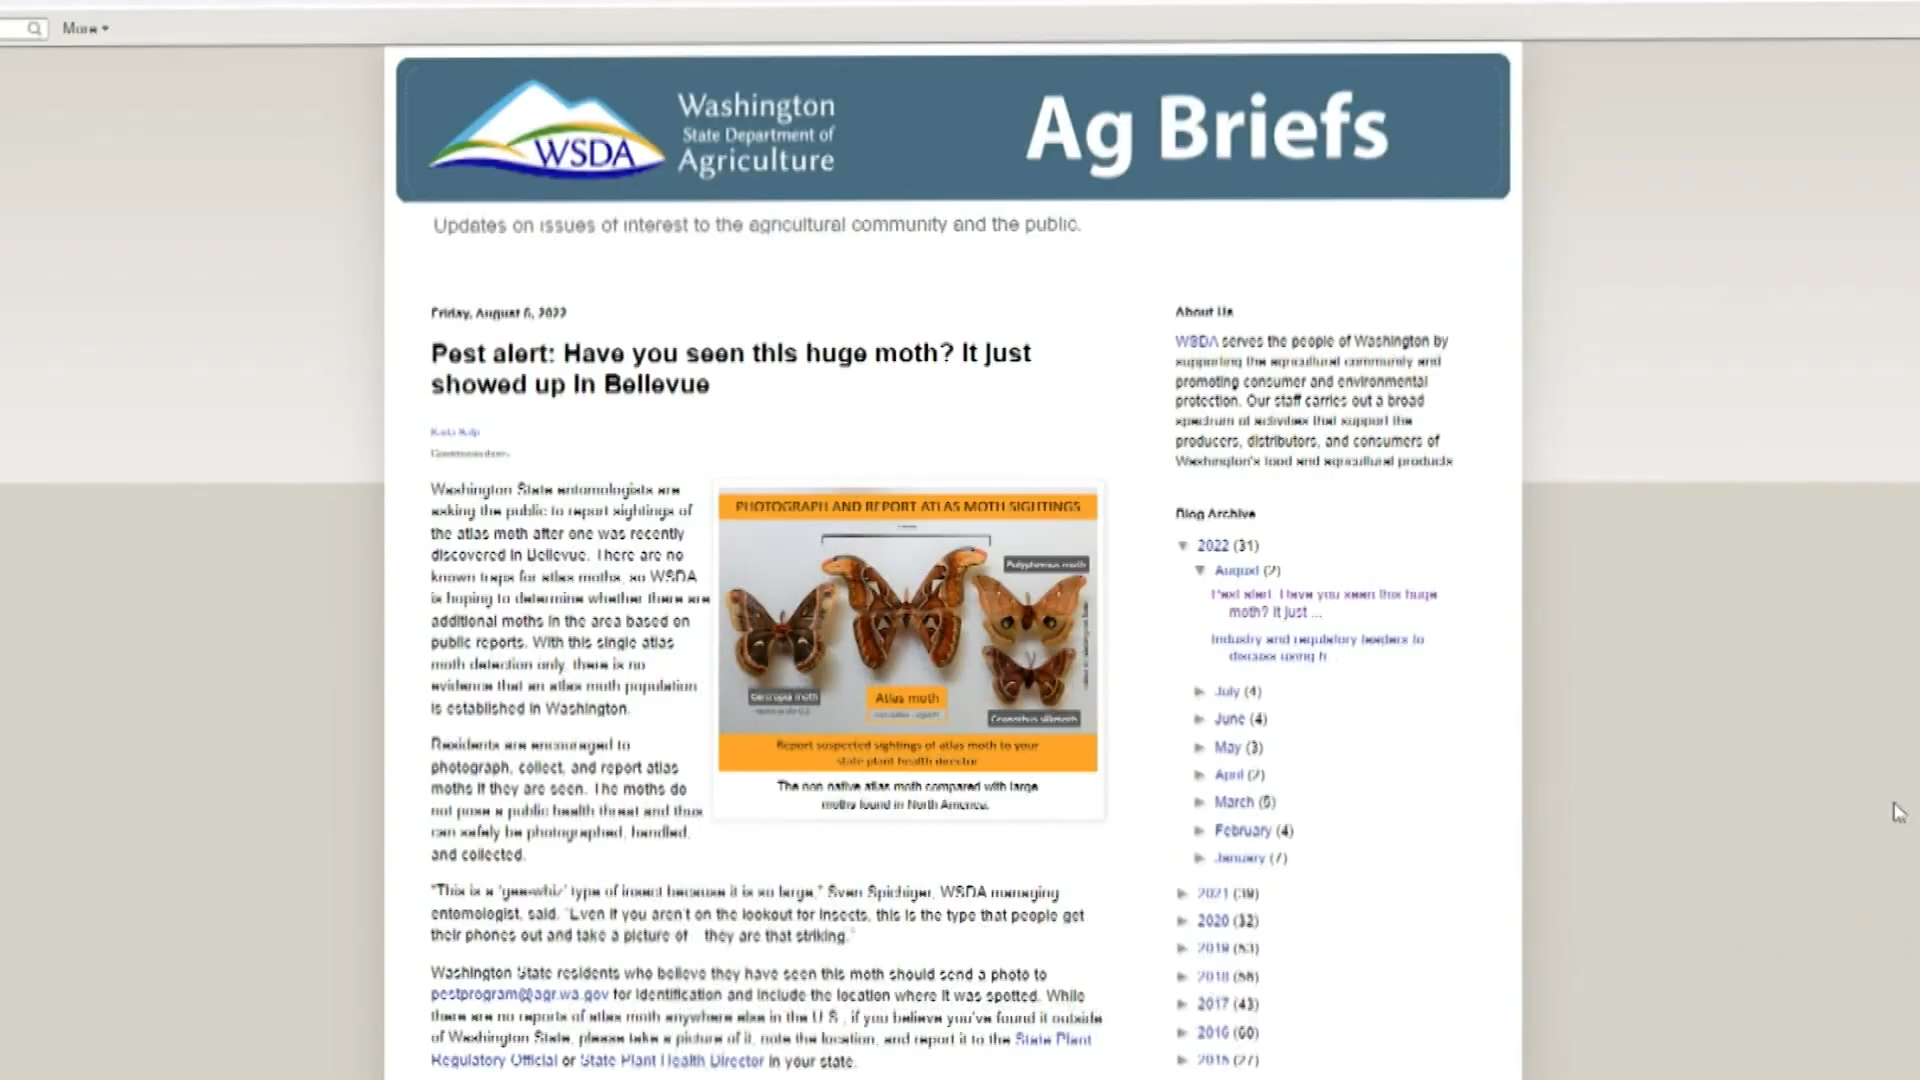 More
Washington
State Department of
Agriculture
WSDA
Ag Briefs
Updates on issues of interest to the agricultural community and the public.
Friday, August 5, 2022
Pest alert: Have you seen this huge moth? It just
showed up in Bellevue
Washington State entomologists are
asking the public to report sightings of
the atlas moth after one was recently
discovered in Bellevue. There are no
known traps for atlas moths, so WSDA
is hoping to determine whether there are
additional moths in the area based on
public reports. With this single atlas
moth detection only, there is no
evidence that an atlas moth population
is established in Washington.
Residents are encouraged to
photograph, collect, and report atlas
moths if they are seen. The moths do
not pose a public health threat and thus
can safely be photographed, handled,
and collected.
PHOTOGRAPH AND REPORT ATLAS MOTH SIGHTINGS
Polyphemus moth
Cecropia moth
Atlas moth
Ceanothus silkmoth
Report suspected sightings of atlas moth to your
state plant health director
The non native atlas moth compared with large
moths found in North America.
"This is a 'gee-whiz' type of insect because it is so large," Sven Spichiger, WSDA managing
entomologist, said. "Even if you aren't on the lookout for insects, this is the type that people get
their phones out and take a picture of they are that striking."
Washington State residents who believe they have seen this moth should send a photo to
pestprogram@agr.wa.gov for identification and include the location where it was spotted. While
there are no reports of atlas moth anywhere else in the U.S., if you believe you've found it outside
of Washington State, please take a picture of it, note the location, and report it to the State Plant
Regulatory Official or State Plant Health Director in your state.
About Us
WSDA serves the people of Washington by
supporting the agricultural community and
promoting consumer and environmental
protection. Our staff carries out a broad
spectrum of activities that support the
producers, distributors, and consumers of
Washington's food and agricultural products
Blog Archive
2022 (31)
August (2)
Pest alert: Have you seen this huge
moth? It just ...
Industry and regulatory leaders to
discuss using h
July (4)
June (4)
May (3)
April (2)
March (5)
February (4)
January (7)
2021 (39)
2020 (32)
2019 (53)
2018 (56)
2017 (43)
2016 (60)
2015 (27)